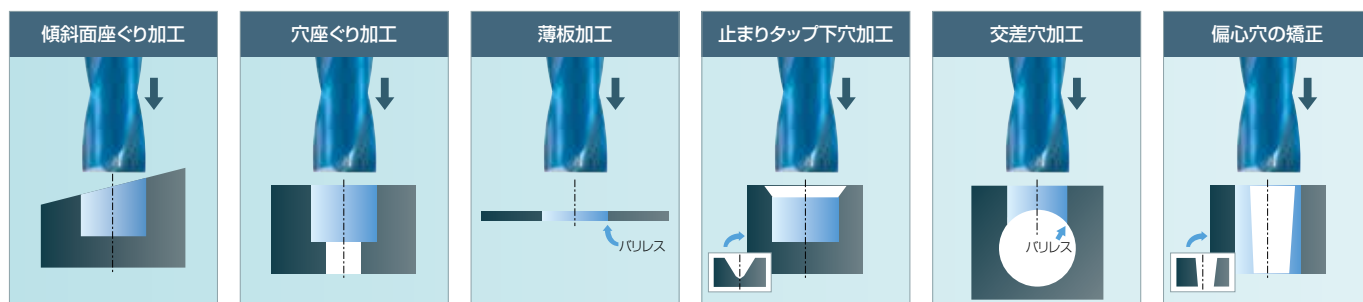 傾斜面座ぐり加工
穴座ぐり加工
薄板加工
止まりタップ下穴加工
交差穴加工
偏心穴の矯正
バリレス
バリレス